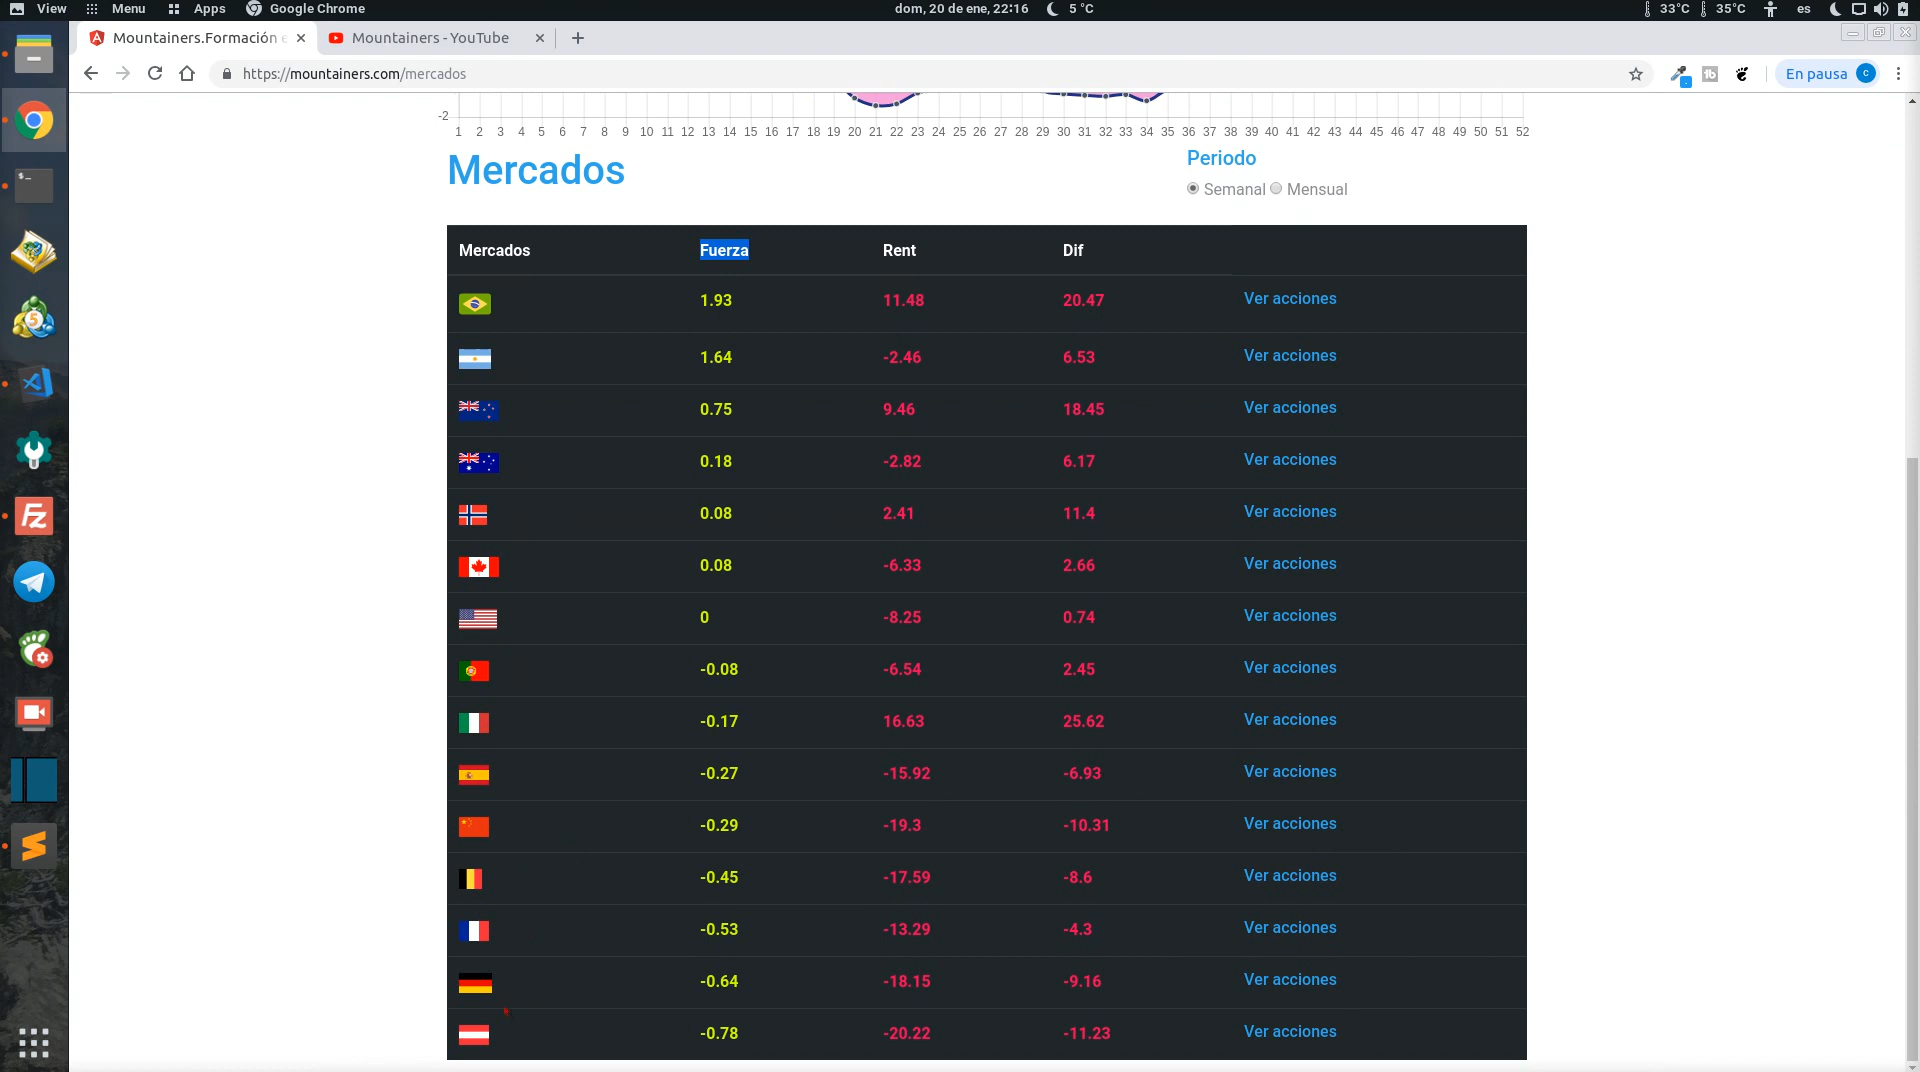 View Menu Apps Google Chrome dom, 20 de ene, 22:16 5 °C 33°C 35°C es
Mountainers.Formación e Mountainers - YouTube
https://mountainers.com/mercados En pausa c
-2
1 2 3 4 5 6 7 8 9 10 11 12 13 14 15 16 17 18 19 20 21 22 23 24 25 26 27 28 29 30 31 32 33 34 35 36 37 38 39 40 41 42 43 44 45 46 47 48 49 50 51 52
Mercados
Periodo
Semanal Mensual
Mercados Fuerza Rent Dif
1.93 11.48 20.47 Ver acciones
1.64 -2.46 6.53 Ver acciones
0.75 9.46 18.45 Ver acciones
0.18 -2.82 6.17 Ver acciones
0.08 2.41 11.4 Ver acciones
0.08 -6.33 2.66 Ver acciones
0 -8.25 0.74 Ver acciones
-0.08 -6.54 2.45 Ver acciones
-0.17 16.63 25.62 Ver acciones
-0.27 -15.92 -6.93 Ver acciones
-0.29 -19.3 -10.31 Ver acciones
-0.45 -17.59 -8.6 Ver acciones
-0.53 -13.29 -4.3 Ver acciones
-0.64 -18.15 -9.16 Ver acciones
-0.78 -20.22 -11.23 Ver acciones